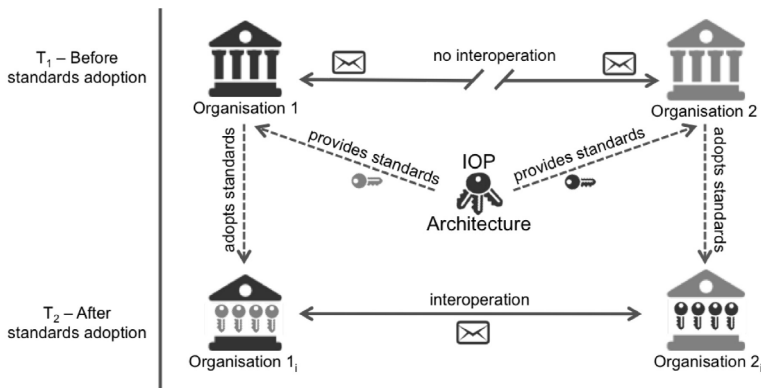 T1 – Before
standards adoption
no interoperation
Organisation 1
Organisation 2
provides standards
IOP
provides standards
adopts standards
adopts standards
Architecture
T2 – After
standards adoption
interoperation
Organisation 1i
Organisation 2i